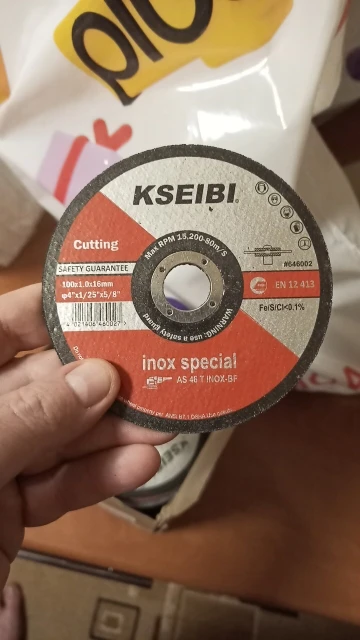 KSEIBI
Cutting
Max RPM 15.200-80m/s
SAFETY GUARANTEE
100x1.0x16mm
φ4"x1/25"x5/8"
#646002
EN 12 413
Fe/S/Cl<0.1%
WARNING: use a safety guard
inox special
AS 46 T INOX-BF
KSEIBI